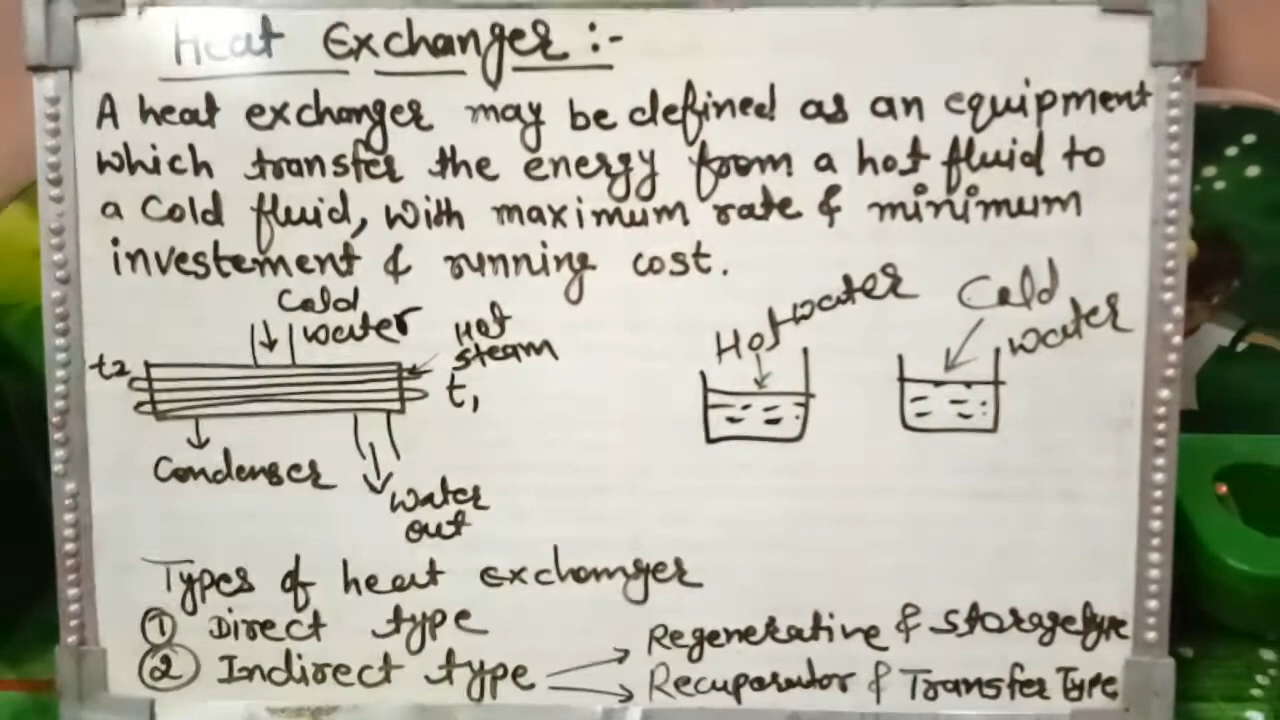 Heat Exchanger :-
A heat exchanger may be defined as an equipment
which transfer the energy from a hot fluid to
a cold fluid, with maximum rate & minimum
investement & running cost.
Cold
water
Hot
steam
t2
t1
Condenser
Water
out
Hot water
Cold
water
Types of heat exchamger
① Direct type
② Indirect type
Regenerative & storage type
Recuparator & Transfer Type